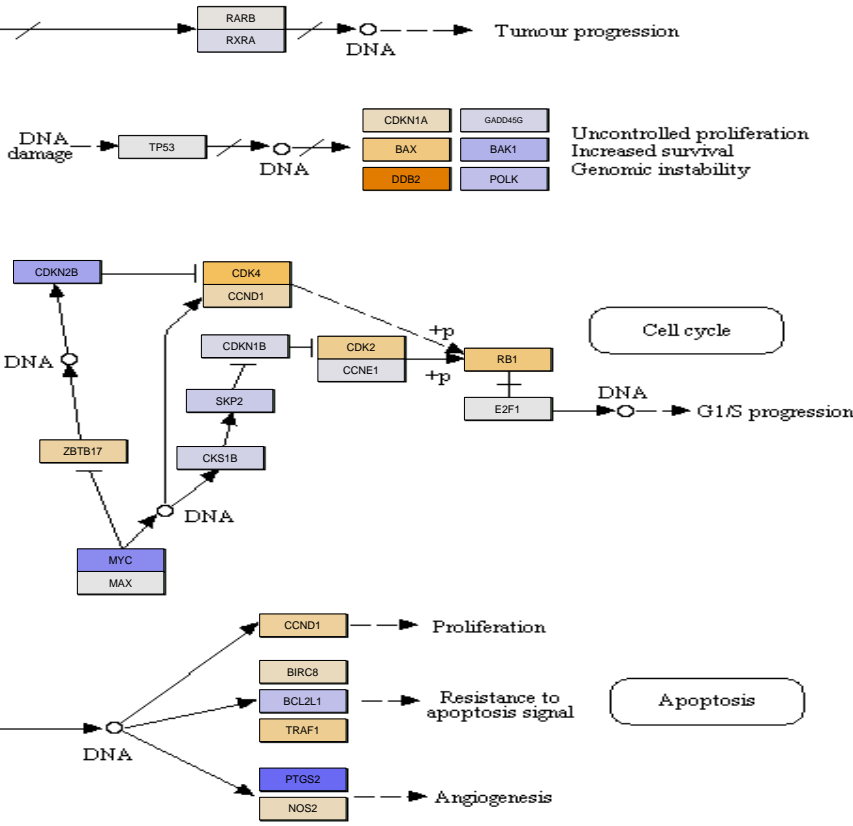 RARB
RXRA
DNA
Tumour progression
DNA
damage
TP53
DNA
CDKN1A
GADD45G
BAX
BAK1
DDB2
POLK
Uncontrolled proliferation
Increased survival
Genomic instability
CDKN2B
CDK4
CCND1
+p
Cell cycle
DNA
CDKN1B
CDK2
CCNE1
+p
RB1
SKP2
E2F1
DNA
G1/S progression
ZBTB17
CKS1B
DNA
MYC
MAX
CCND1
Proliferation
BIRC8
BCL2L1
TRAF1
Resistance to
apoptosis signal
Apoptosis
DNA
PTGS2
NOS2
Angiogenesis